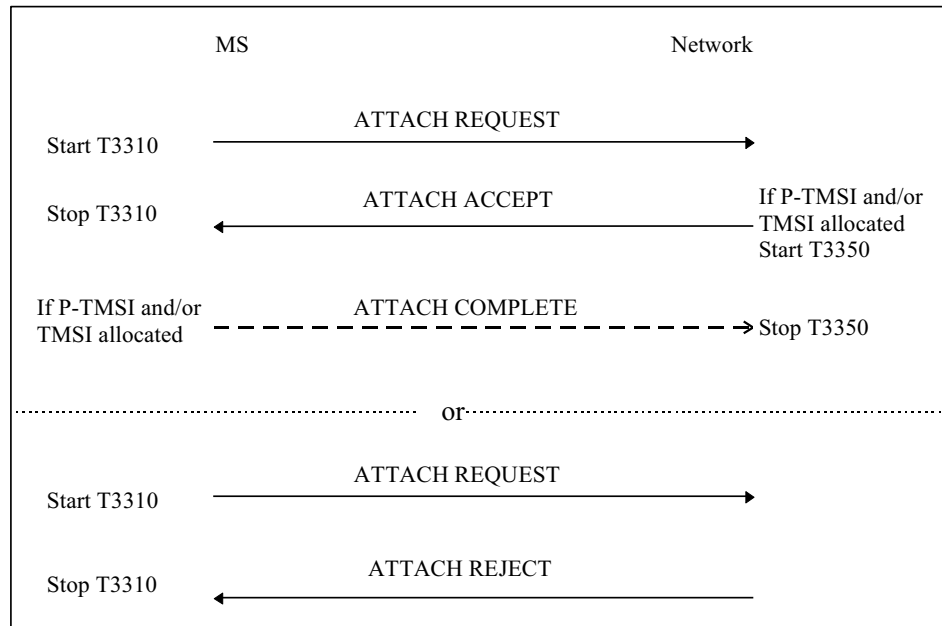 MS Network
ATTACH REQUEST
Start T3310
ATTACH ACCEPT
Stop T3310
If P-TMSI and/or
TMSI allocated
Start T3350
If P-TMSI and/or
TMSI allocated
ATTACH COMPLETE
Stop T3350
or
ATTACH REQUEST
Start T3310
ATTACH REJECT
Stop T3310